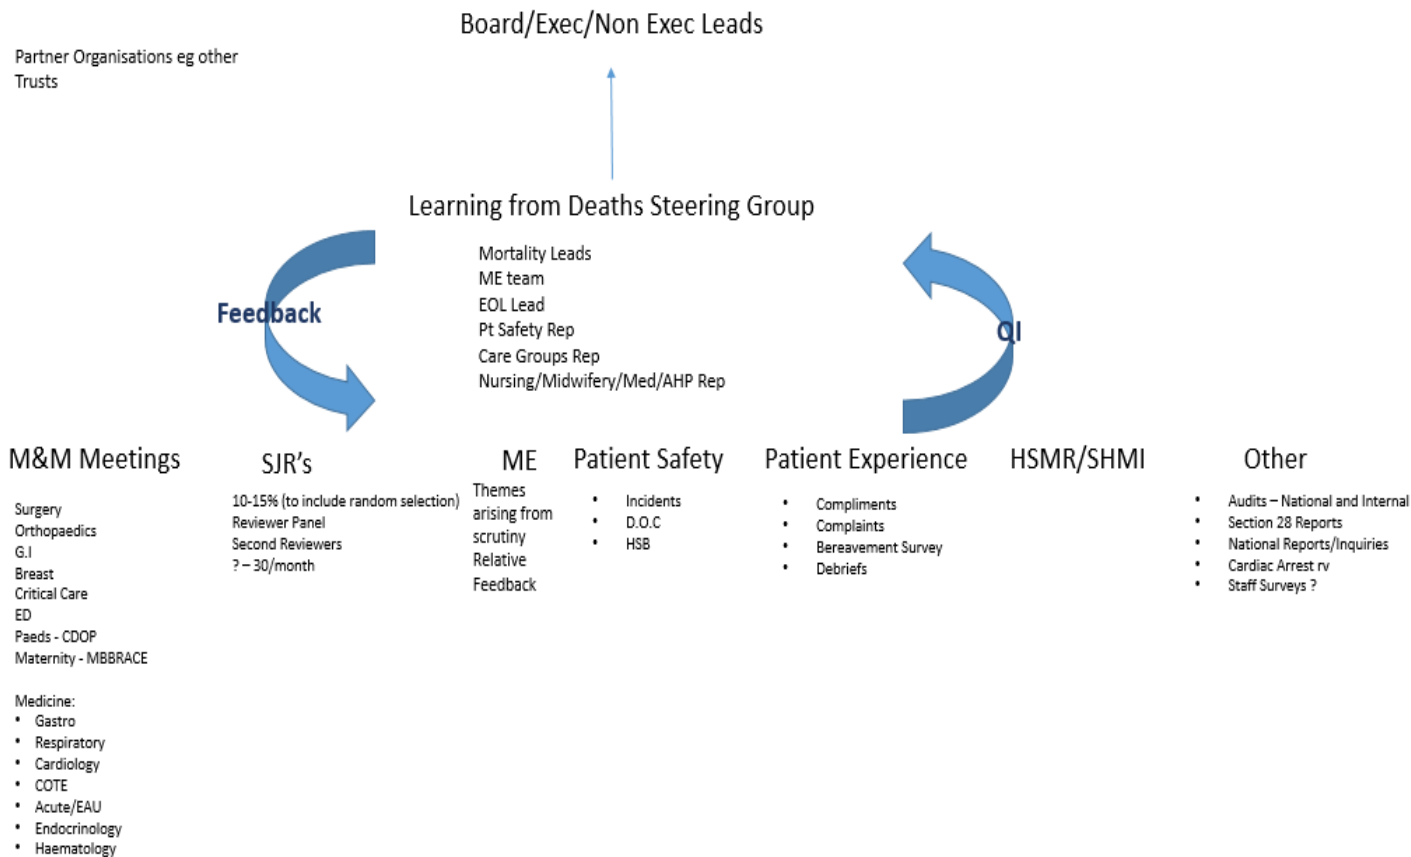 Board/Exec/Non Exec Leads
Partner Organisations eg other
Trusts
Learning from Deaths Steering Group
Mortality Leads
ME team
EOL Lead
Pt Safety Rep
Care Groups Rep
Nursing/Midwifery/Med/AHP Rep
Feedback
QI
M&M Meetings
Surgery
Orthopaedics
G.I
Breast
Critical Care
ED
Paeds - CDOP
Maternity - MBBRACE
Medicine:
• Gastro
• Respiratory
• Cardiology
• COTE
• Acute/EAU
• Endocrinology
• Haematology
SJR's
10-15% (to include random selection)
Reviewer Panel
Second Reviewers
? – 30/month
ME
Themes
arising from
scrutiny
Relative
Feedback
Patient Safety
• Incidents
• D.O.C
• HSB
Patient Experience
• Compliments
• Complaints
• Bereavement Survey
• Debriefs
HSMR/SHMI
Other
• Audits – National and Internal
• Section 28 Reports
• National Reports/Inquiries
• Cardiac Arrest rv
• Staff Surveys ?